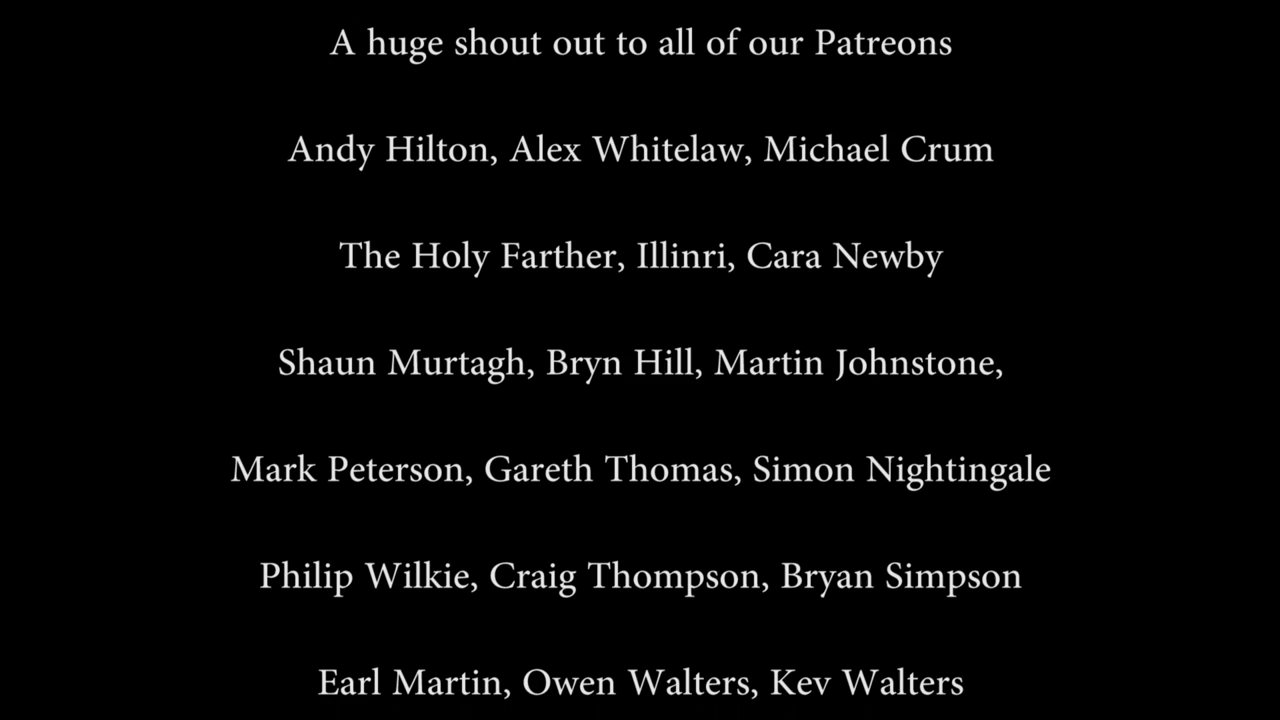 A huge shout out to all of our Patreons
Andy Hilton, Alex Whitelaw, Michael Crum
The Holy Farther, Illinri, Cara Newby
Shaun Murtagh, Bryn Hill, Martin Johnstone,
Mark Peterson, Gareth Thomas, Simon Nightingale
Philip Wilkie, Craig Thompson, Bryan Simpson
Earl Martin, Owen Walters, Kev Walters